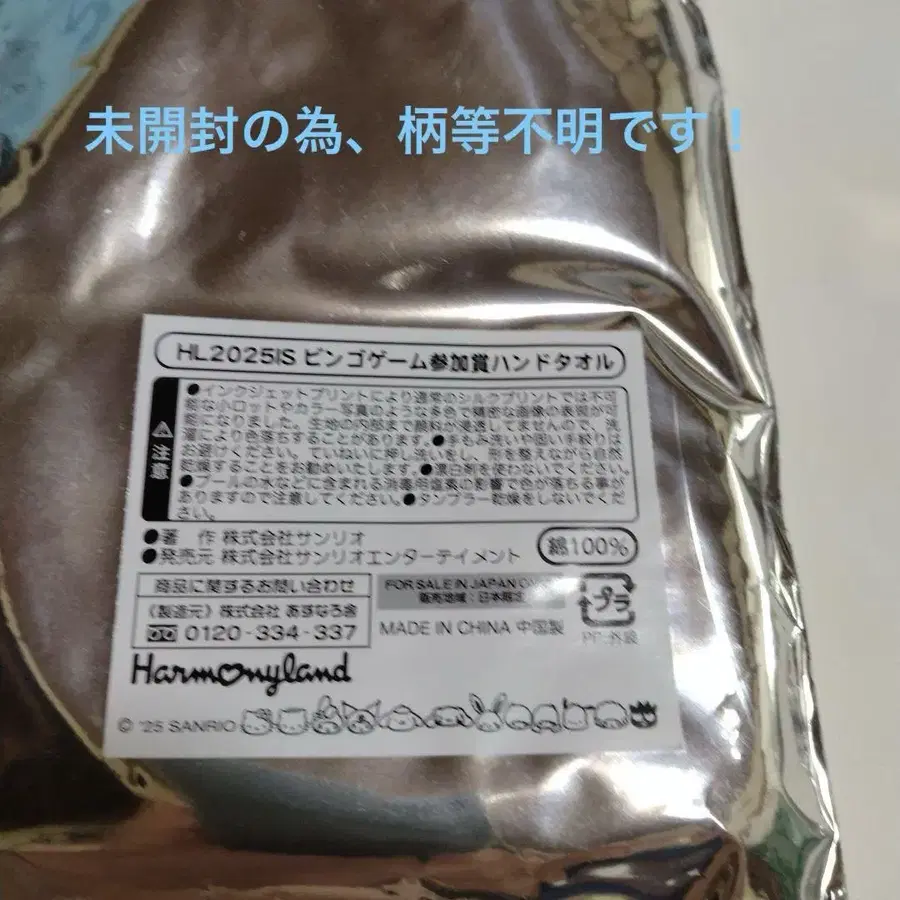 未開封の為、柄等不明です！
HL2025IS ビンゴゲーム参加賞ハンドタオル
注意
●インクジェットプリントにより通常のシルクプリントでは不可
能な小ロットやカラー写真のような多色で精密な画像の表現が可
能になりました。生地の内部まで顔料が浸透してませんので、洗
濯により色落ちすることがあります。●手もみ洗いや固い手絞りは
お避けください。ていねいに押し洗いをし、形を整えながら自然
乾燥することをお勧めいたします。●漂白剤を使わないでください。
●プールの水などに含まれる消毒用塩素の影響で色が落ちる事が
ありますので注意してください。●タンブラー乾燥をしないでくだ
さい。
●著 作 株式会社サンリオ
●発売元 株式会社サンリオエンターテイメント
綿100%
商品に関するお問い合わせ
《製造元》株式会社 あすなろ舎
0120-334-337
FOR SALE IN JAPAN ONLY
販売地域：日本限定
MADE IN CHINA 中国製
プラ
PP:外袋
Harmonyland
© '25 SANRIO